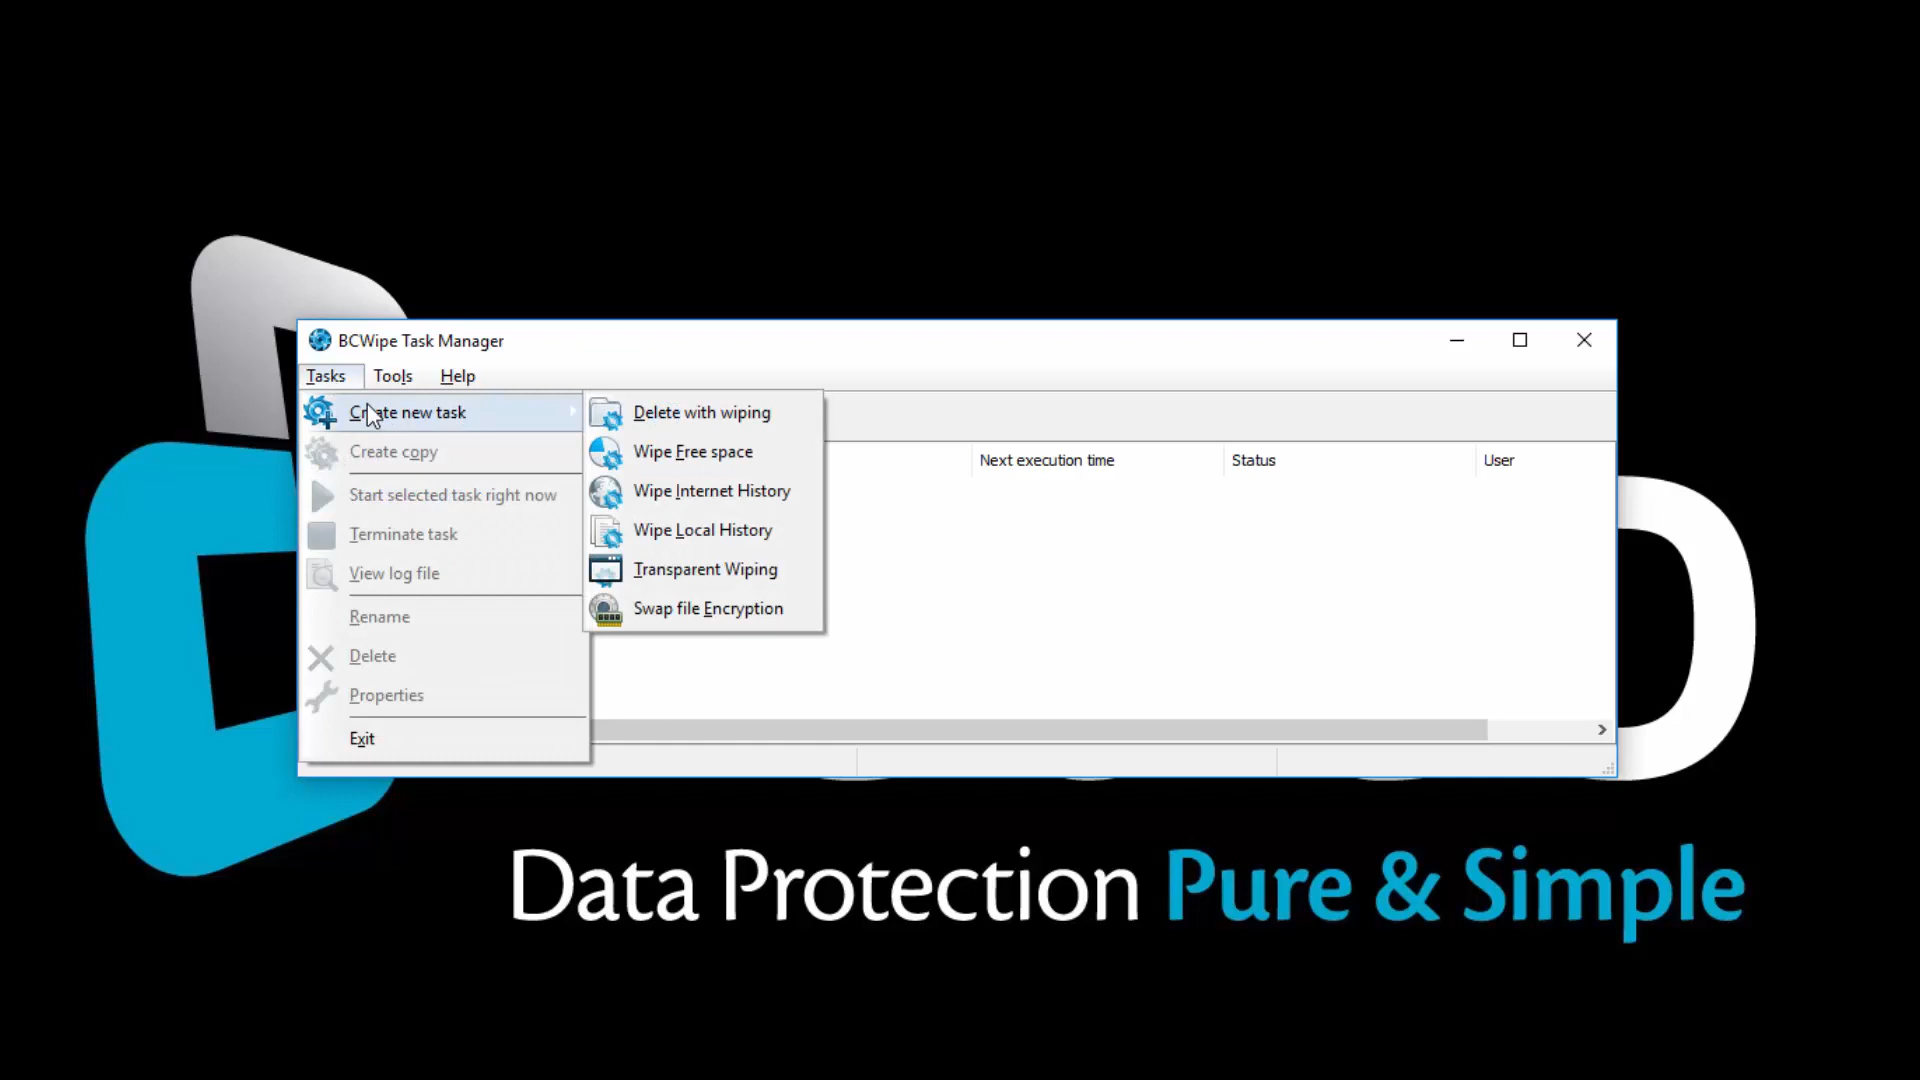 BCWipe Task Manager
Tasks Tools Help
Create new task
Create copy
Start selected task right now
Terminate task
View log file
Rename
Delete
Properties
Exit
Delete with wiping
Wipe Free space
Wipe Internet History
Wipe Local History
Transparent Wiping
Swap file Encryption
Next execution time Status User
Data Protection Pure & Simple